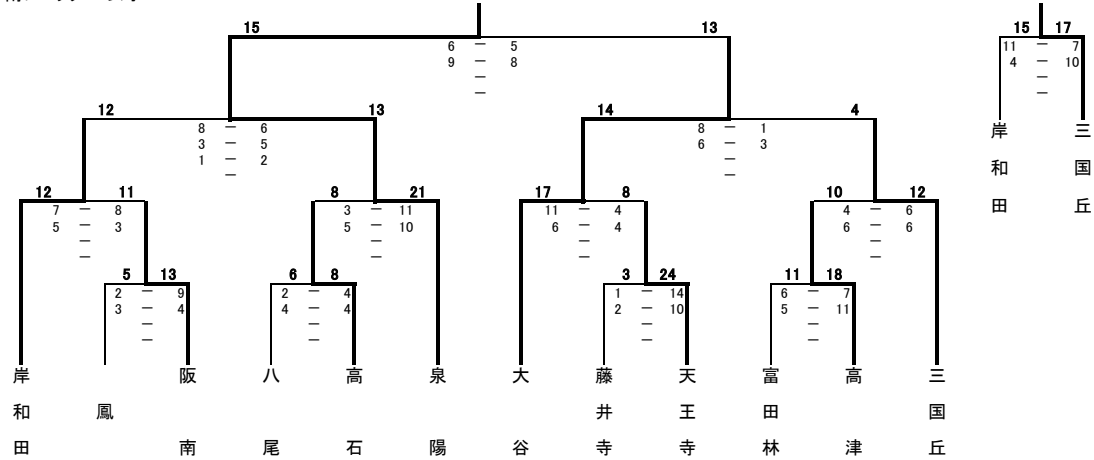 15 13 15 17
6 － 5 11 － 7
9 － 8 4 － 10
－ －
－ －
12 13 14 4
8 － 6 8 － 1
3 － 5 6 － 3
1 － 2 －
－ －
岸和田
三国丘
12 11 8 21 17 8 10 12
7 － 8 3 － 11 11 － 4 4 － 6
5 － 3 5 － 10 6 － 4 6 － 6
－ － － －
－ － － －
5 13 6 8 3 24 11 18
2 － 9 2 － 4 1 － 14 6 － 7
3 － 4 4 － 4 2 － 10 5 － 11
－ － － －
－ － － －
岸和田
鳳
阪南
八尾
高石
泉陽
大谷
藤井寺
天王寺
富田林
高津
三国丘